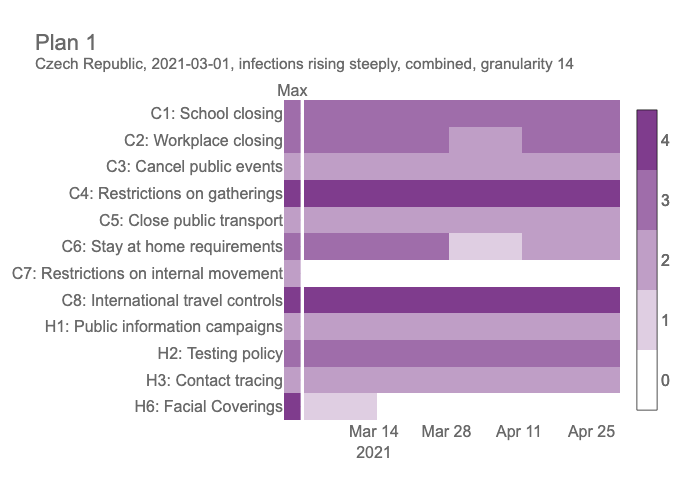 Plan 1
Czech Republic, 2021-03-01, infections rising steeply, combined, granularity 14
Max
C1: School closing
C2: Workplace closing
C3: Cancel public events
C4: Restrictions on gatherings
C5: Close public transport
C6: Stay at home requirements
C7: Restrictions on internal movement
C8: International travel controls
H1: Public information campaigns
H2: Testing policy
H3: Contact tracing
H6: Facial Coverings
4
3
2
1
0
Mar 14 Mar 28 Apr 11 Apr 25
2021